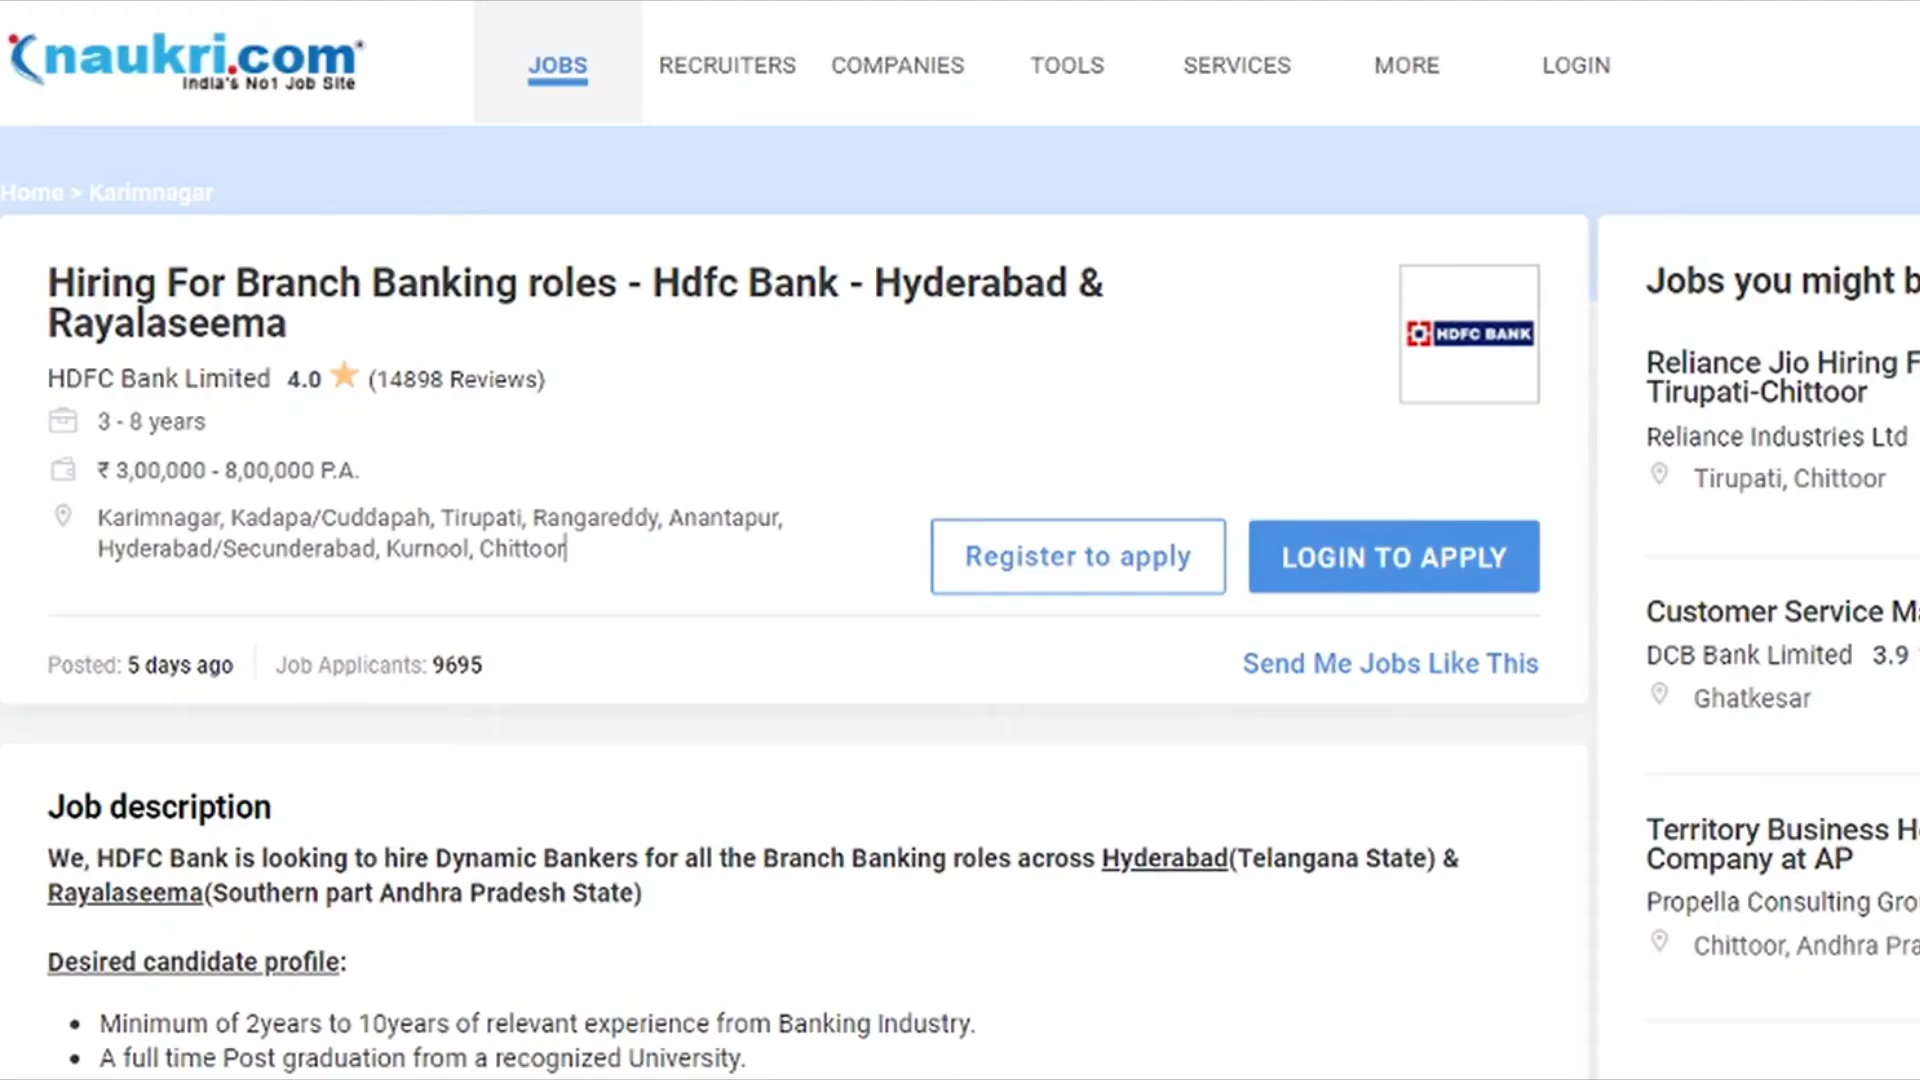 naukri.com
India's No1 Job Site
JOBS
RECRUITERS
COMPANIES
TOOLS
SERVICES
MORE
LOGIN
Home > Karimnagar
Hiring For Branch Banking roles - Hdfc Bank - Hyderabad &
Rayalaseema
HDFC Bank Limited 4.0 (14898 Reviews)
3 - 8 years
₹ 3,00,000 - 8,00,000 P.A.
Karimnagar, Kadapa/Cuddapah, Tirupati, Rangareddy, Anantapur,
Hyderabad/Secunderabad, Kurnool, Chittoor
HDFC BANK
Register to apply
LOGIN TO APPLY
Posted: 5 days ago
Job Applicants: 9695
Send Me Jobs Like This
Job description
We, HDFC Bank is looking to hire Dynamic Bankers for all the Branch Banking roles across Hyderabad(Telangana State) &
Rayalaseema(Southern part Andhra Pradesh State)
Desired candidate profile:
• Minimum of 2years to 10years of relevant experience from Banking Industry.
• A full time Post graduation from a recognized University.
Jobs you might b
Reliance Jio Hiring F
Tirupati-Chittoor
Reliance Industries Ltd
Tirupati, Chittoor
Customer Service Ma
DCB Bank Limited 3.9
Ghatkesar
Territory Business He
Company at AP
Propella Consulting Grou
Chittoor, Andhra Pra